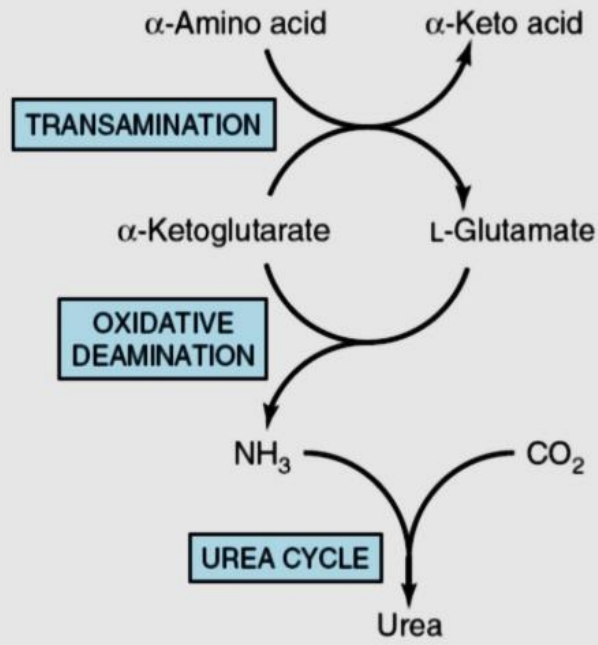 α-Amino acid
α-Keto acid
TRANSAMINATION
α-Ketoglutarate
L-Glutamate
OXIDATIVE
DEAMINATION
NH₃
CO₂
UREA CYCLE
Urea